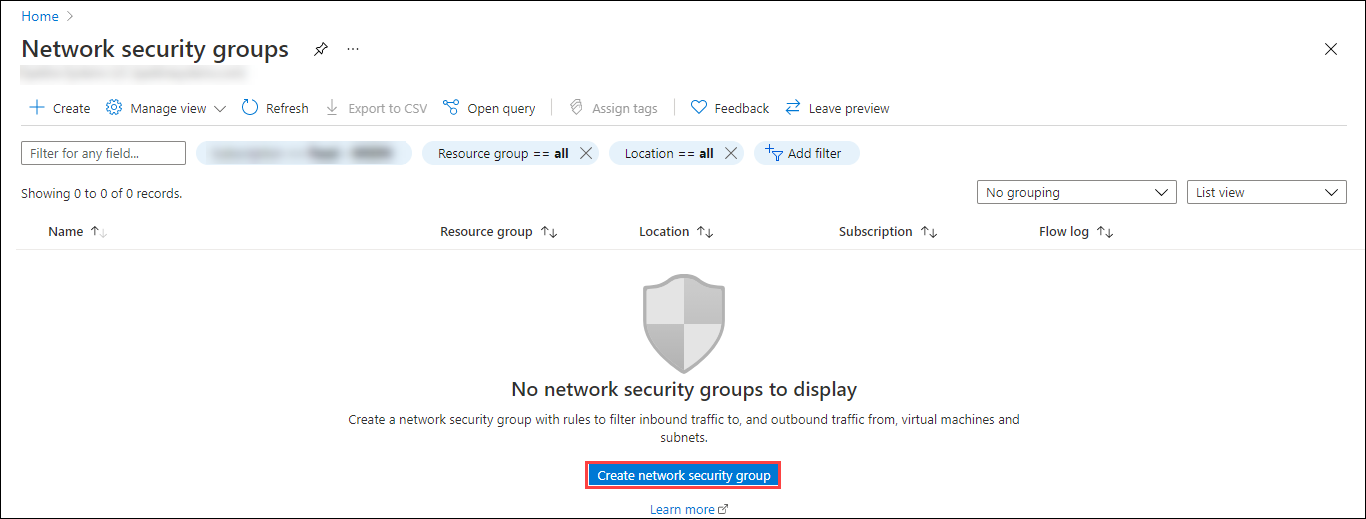 Home
Network security groups
Create Manage view Refresh Export to CSV Open query Assign tags Feedback Leave preview
Filter for any field... Resource group == all Location == all Add filter
Showing 0 to 0 of 0 records. No grouping List view
Name Resource group Location Subscription Flow log
No network security groups to display
Create a network security group with rules to filter inbound traffic to, and outbound traffic from, virtual machines and
subnets.
Create network security group
Learn more